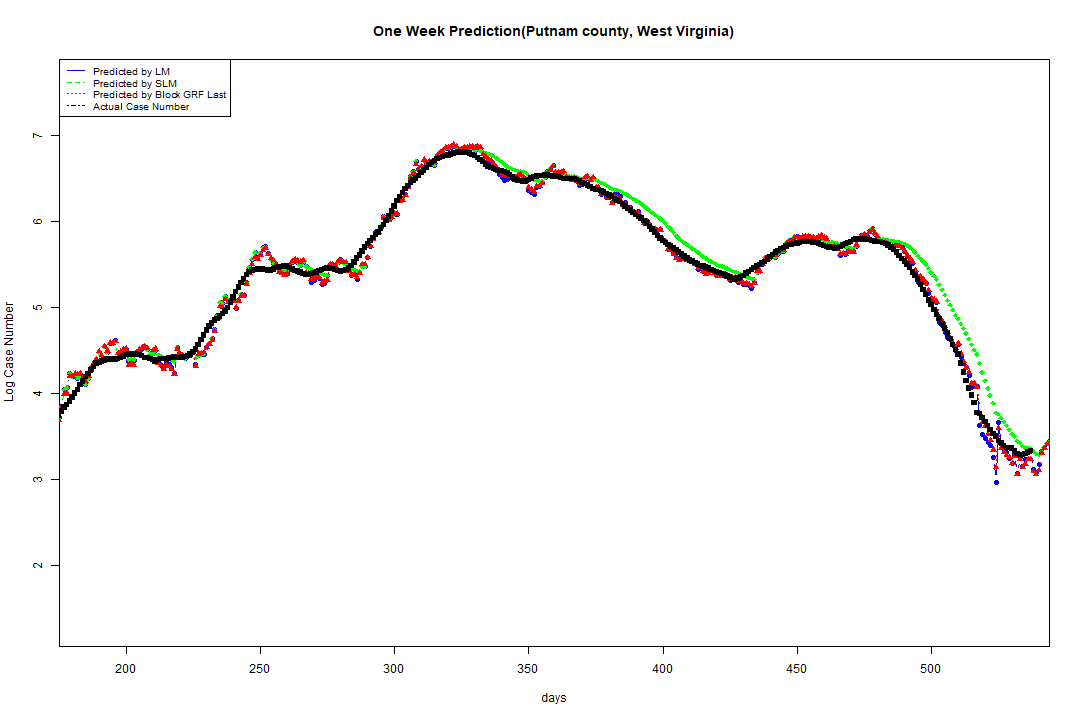 One Week Prediction(Putnam county, West Virginia)
Predicted by LM
Predicted by SLM
Predicted by Block GRF Last
Actual Case Number
7
6
5
4
3
2
Log Case Number
200 250 300 350 400 450 500
days